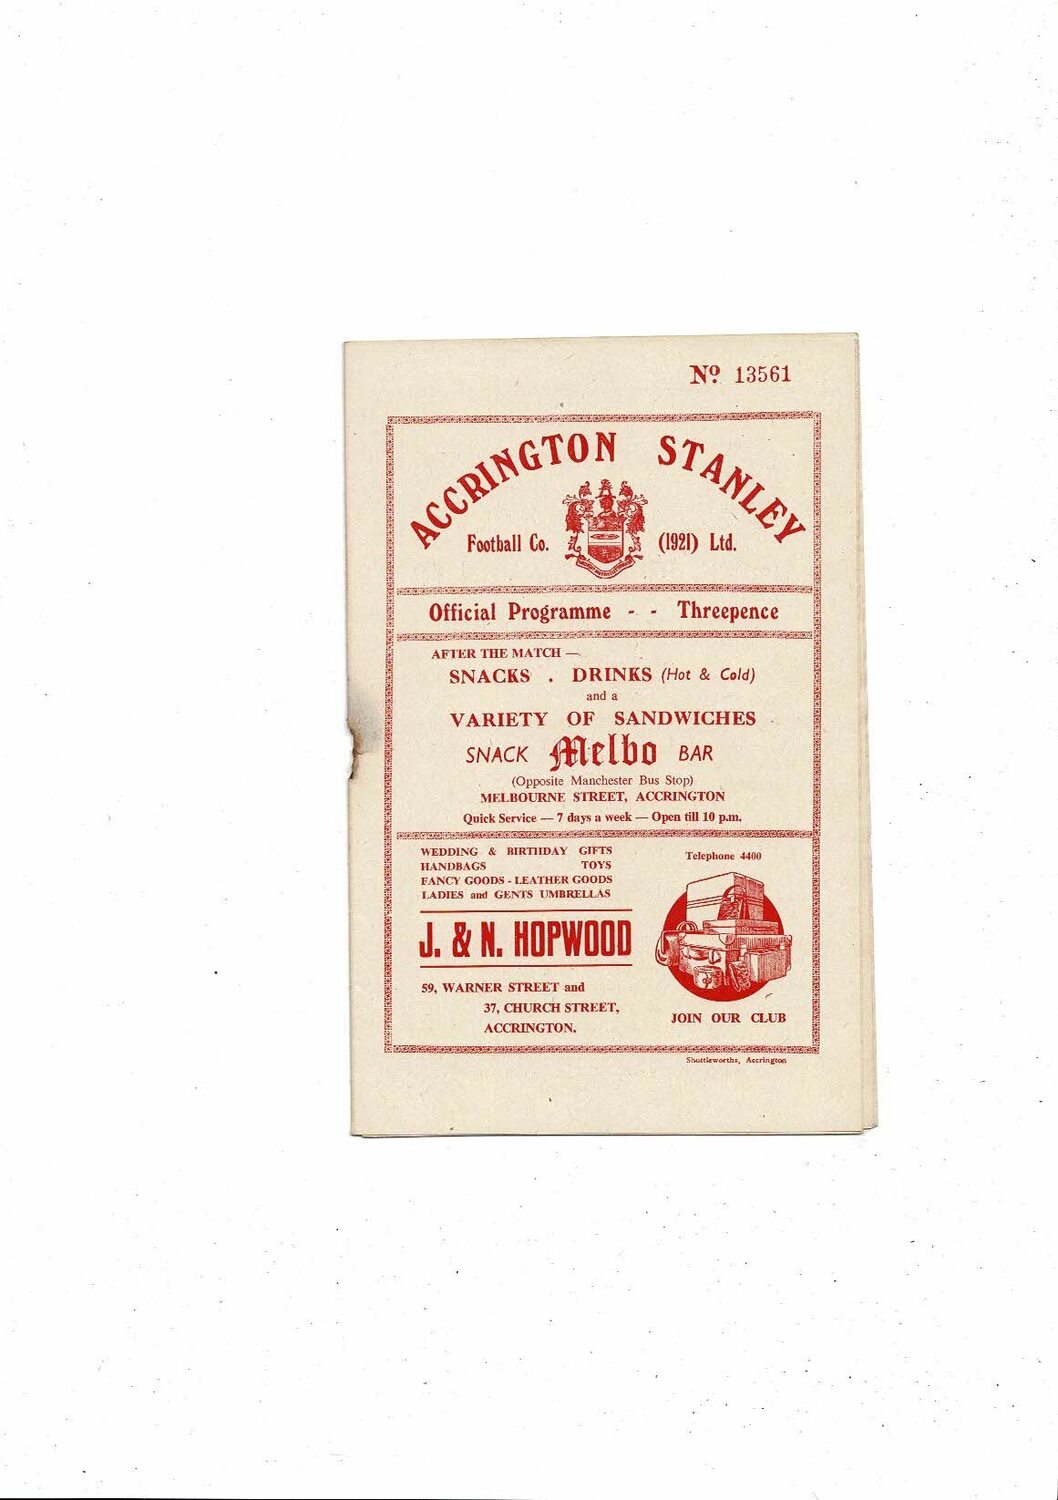 Nº 13561
ACCRINGTON STANLEY
Football Co. (1921) Ltd.
Official Programme - - Threepence
AFTER THE MATCH —
SNACKS . DRINKS (Hot & Cold)
and a
VARIETY OF SANDWICHES
SNACK Melbo BAR
(Opposite Manchester Bus Stop)
MELBOURNE STREET, ACCRINGTON
Quick Service — 7 days a week — Open till 10 p.m.
WEDDING & BIRTHDAY GIFTS
HANDBAGS TOYS
FANCY GOODS - LEATHER GOODS
LADIES and GENTS UMBRELLAS
J. & N. HOPWOOD
59, WARNER STREET and
37, CHURCH STREET,
ACCRINGTON.
Telephone 4400
JOIN OUR CLUB
Shuttleworths, Accrington